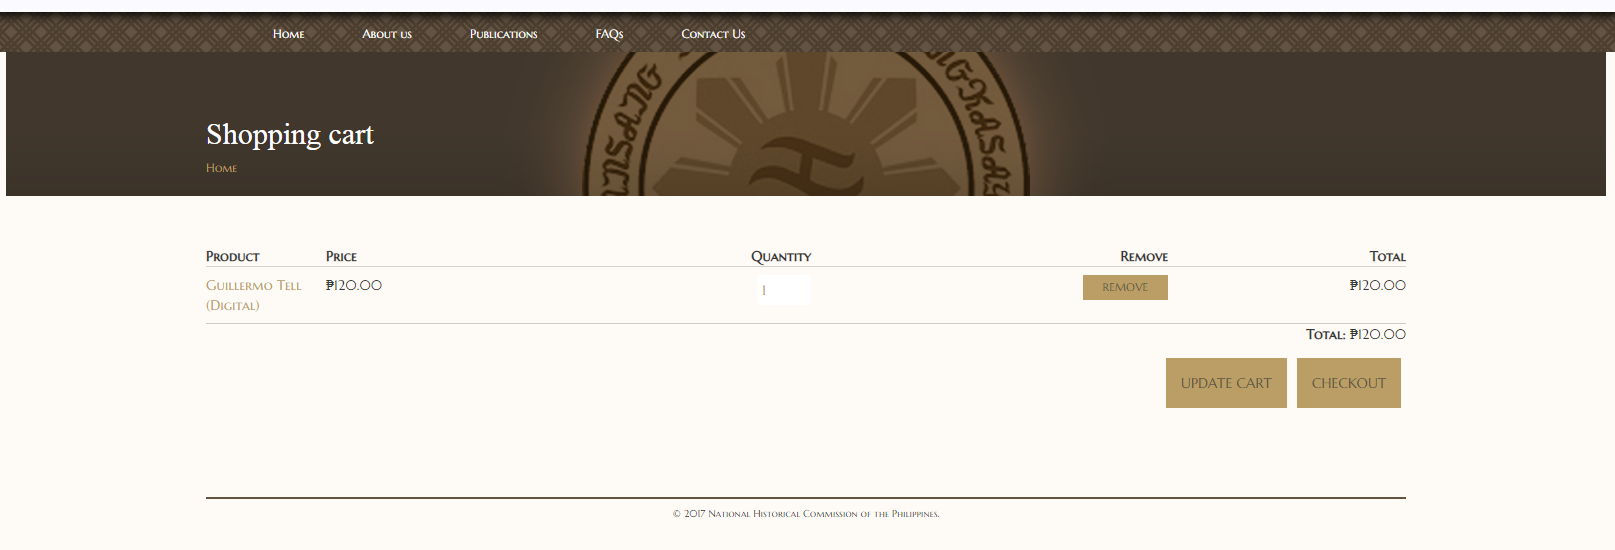 Home About us Publications FAQs Contact Us
Shopping cart
Home
Product Price Quantity Remove Total
Guillermo Tell (Digital) ₱120.00 1 REMOVE ₱120.00
Total: ₱120.00
UPDATE CART CHECKOUT
© 2017 National Historical Commission of the Philippines.